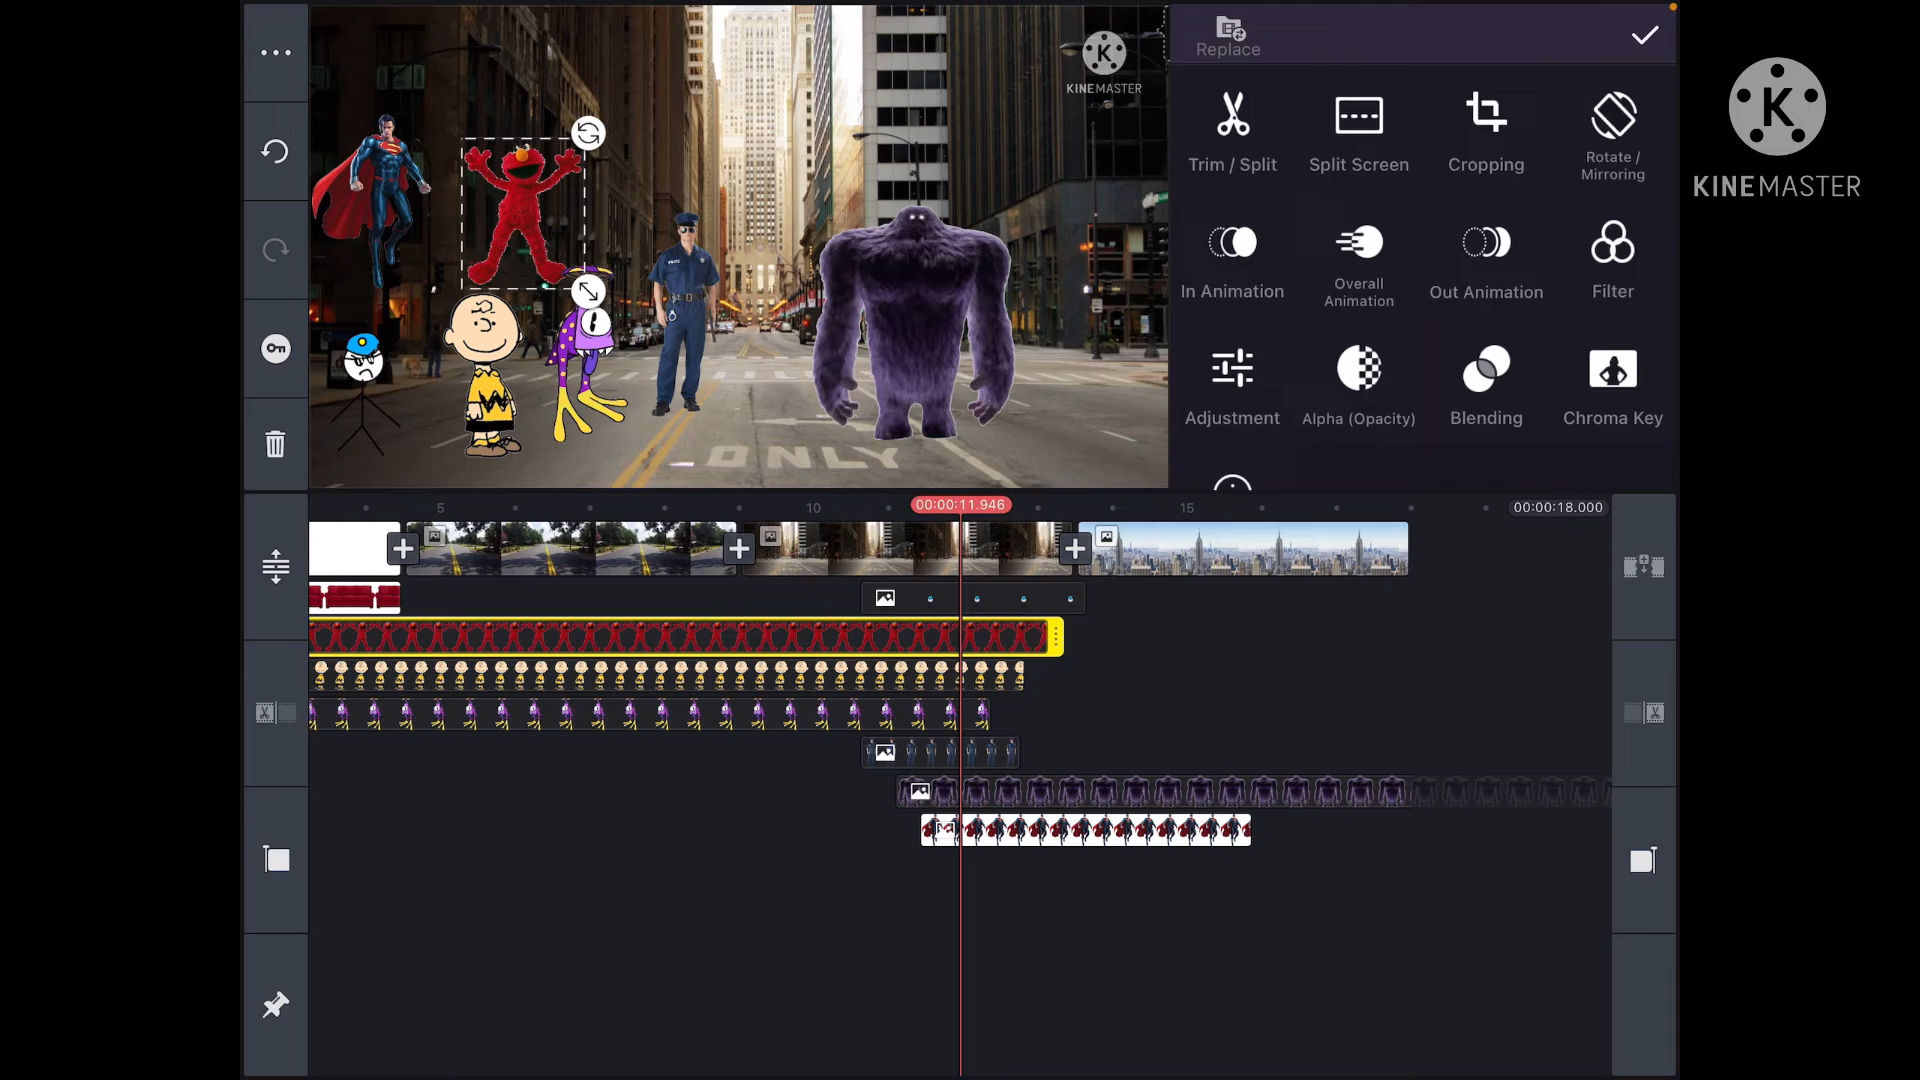 Replace
KINEMASTER
KINEMASTER
Trim / Split
Split Screen
Cropping
Rotate /
Mirroring
In Animation
Overall
Animation
Out Animation
Filter
Adjustment
Alpha (Opacity)
Blending
Chroma Key
POLICE
ONLY
5
10
00:00:11.946
15
00:00:18.000